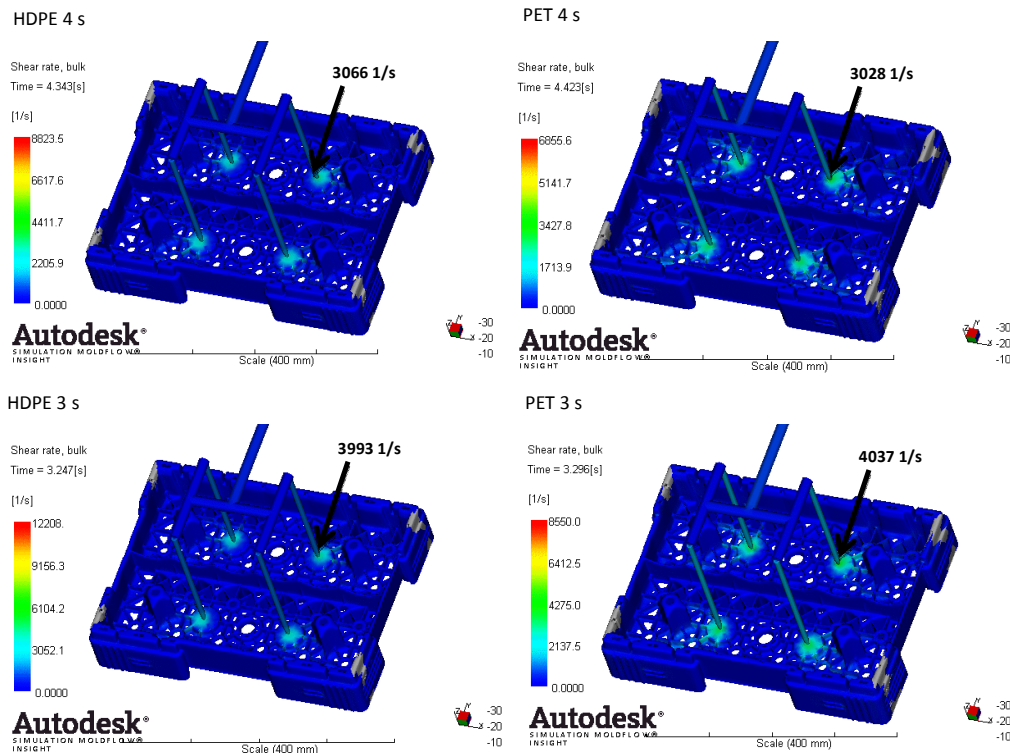 HDPE 4 s
Shear rate, bulk
Time = 4.343[s]
[1/s]
8823.5
6617.6
4411.7
2205.9
0.0000
3066 1/s
Autodesk®
SIMULATION MOLDFLOW®
INSIGHT
Scale (400 mm)
Z Y X
-30
-20
-10
PET 4 s
Shear rate, bulk
Time = 4.423[s]
[1/s]
6855.6
5141.7
3427.8
1713.9
0.0000
3028 1/s
Autodesk®
SIMULATION MOLDFLOW®
INSIGHT
Scale (400 mm)
Z Y X
-30
-20
-10
HDPE 3 s
Shear rate, bulk
Time = 3.247[s]
[1/s]
12208.
9156.3
6104.2
3052.1
0.0000
3993 1/s
Autodesk®
SIMULATION MOLDFLOW®
INSIGHT
Scale (400 mm)
Z Y X
-30
-20
-10
PET 3 s
Shear rate, bulk
Time = 3.296[s]
[1/s]
8550.0
6412.5
4275.0
2137.5
0.0000
4037 1/s
Autodesk®
SIMULATION MOLDFLOW®
INSIGHT
Scale (400 mm)
Z Y X
-30
-20
-10